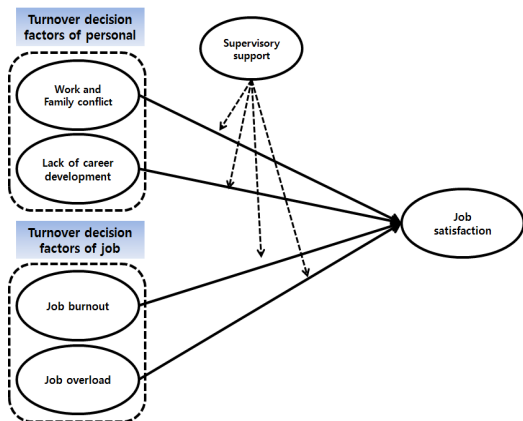 Turnover decision
factors of personal
Supervisory
support
Work and
Family conflict
Lack of career
development
Turnover decision
factors of job
Job
satisfaction
Job burnout
Job overload